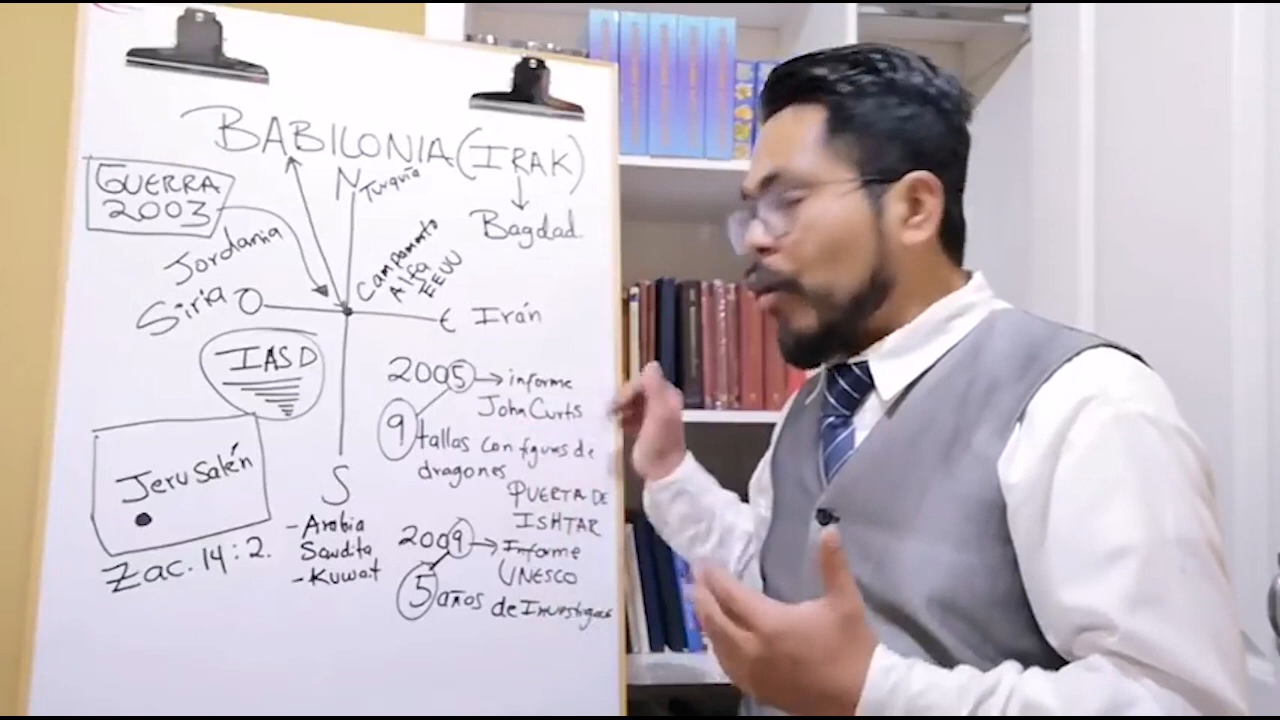 BABILONIA (IRAK)
Bagdad.
GUERRA
2003
N Turquía
Jordania
Siria O
Campamento
Alfa
EEUU
E Irán
IASD
2005 → informe
John Curts
9 tallas con figuras de
dragones
PUERTA DE
ISHTAR
Jerusalén
Zac. 14:2.
S
- Arabia
Saudita
- Kuwat
2009 → Informe
UNESCO
5 años de